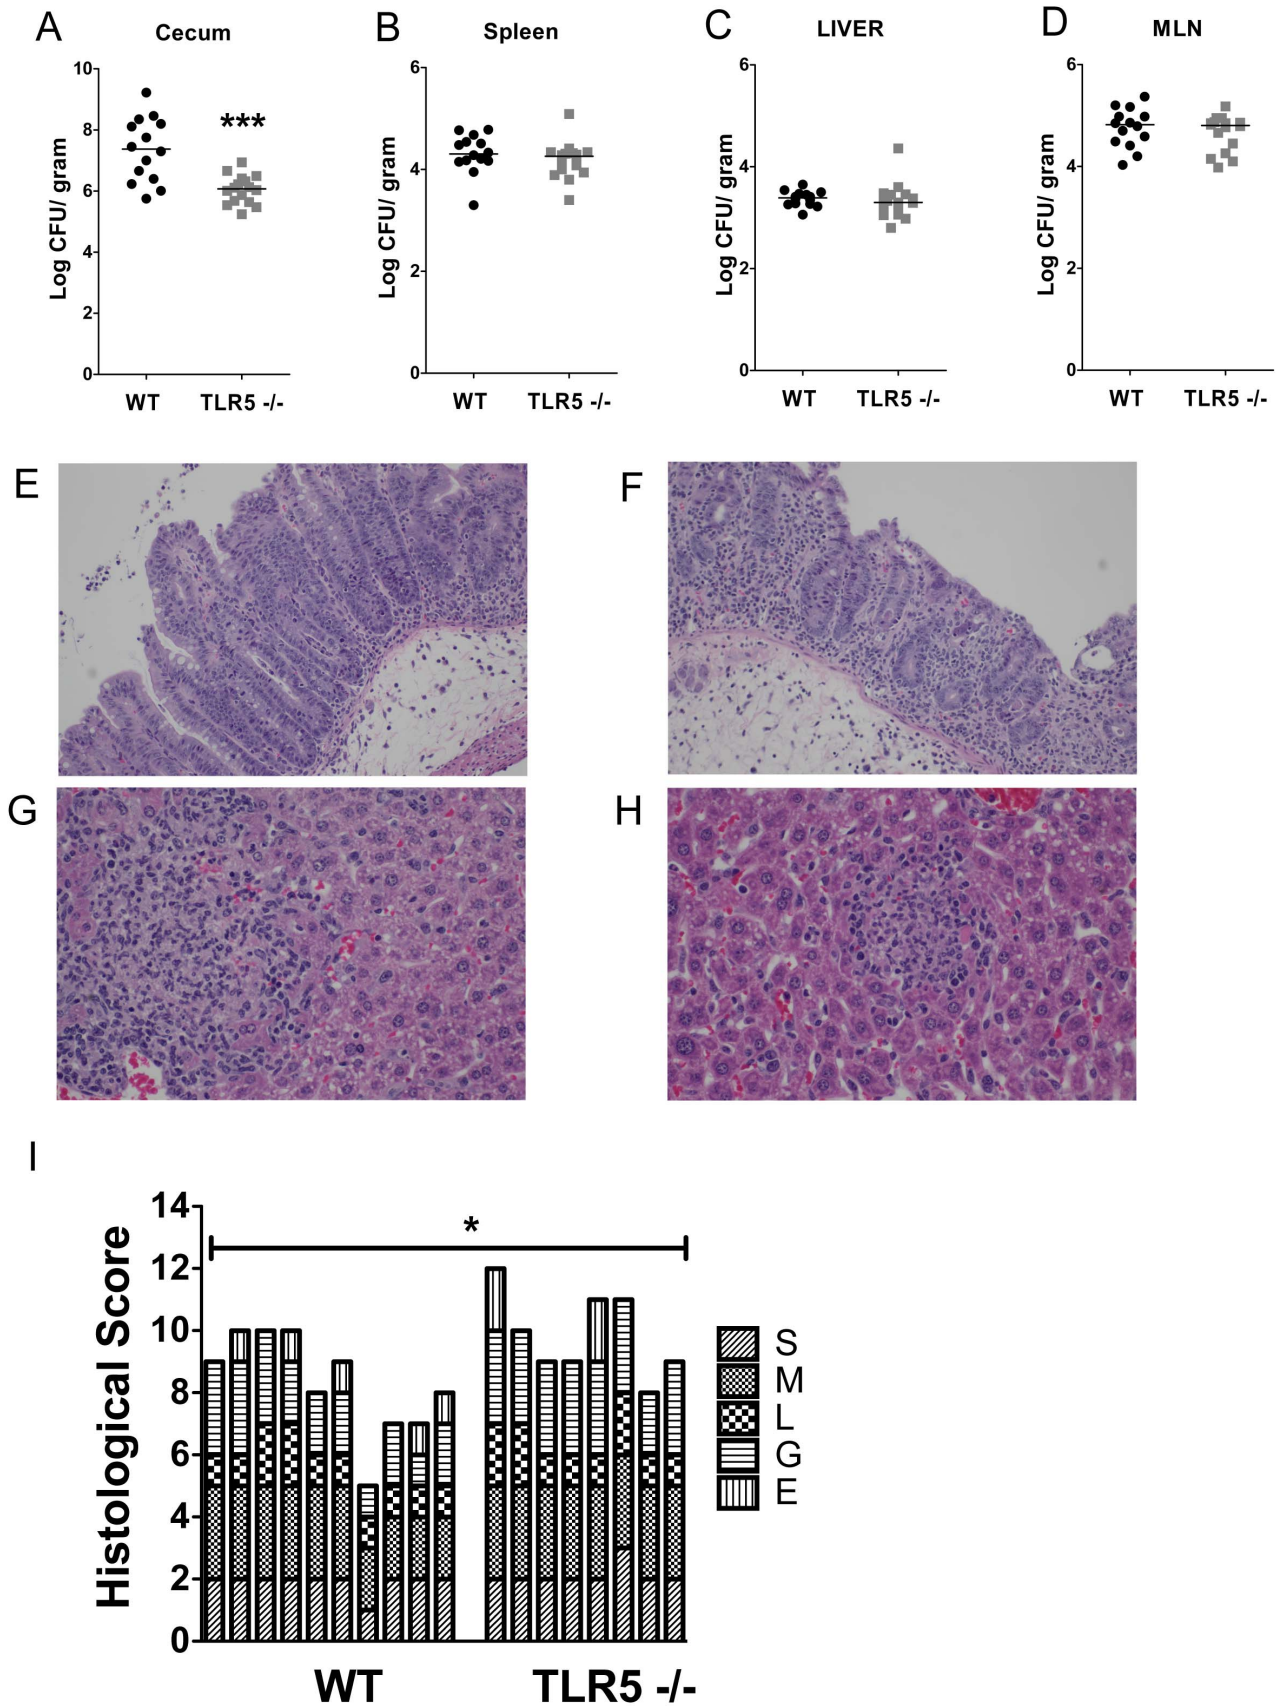 A Cecum
Log CFU/ gram
10
8
6
4
2
0
***
WT TLR5 -/-
B Spleen
Log CFU/ gram
6
4
2
0
WT TLR5 -/-
C LIVER
Log CFU/ gram
6
4
2
0
WT TLR5 -/-
D MLN
Log CFU/ gram
6
4
2
0
WT TLR5 -/-
E
F
G
H
I
Histological Score
14
12
10
8
6
4
2
0
*
WT TLR5 -/-
S
M
L
G
E